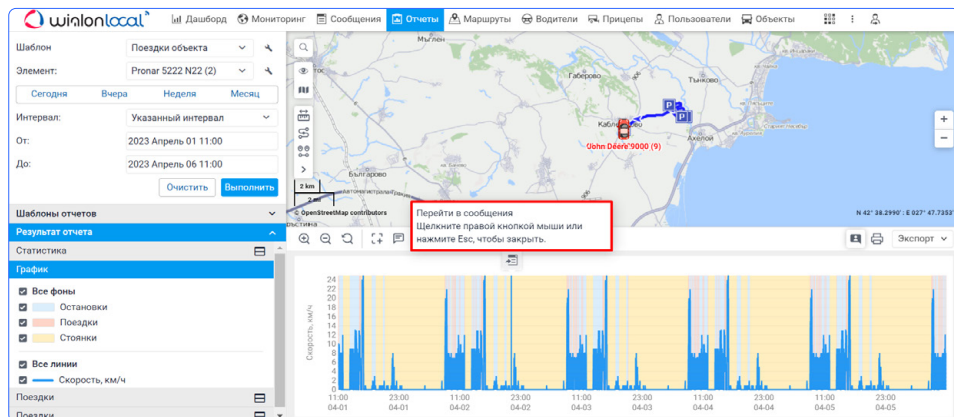 wialonlocal
Дашборд Мониторинг Сообщения Отчеты Маршруты Водители Прицепы Пользователи Объекты
Шаблон Поездки объекта
Элемент: Pronar 5222 N22 (2)
Сегодня Вчера Неделя Месяц
Интервал: Указанный интервал
От: 2023 Апрель 01 11:00
До: 2023 Апрель 06 11:00
Очистить Выполнить
Шаблоны отчетов
Результат отчета
Статистика
График
Все фоны
Остановки
Поездки
Стоянки
Все линии
Скорость, км/ч
Поездки
Поездки
Мъглен
Габерово
Тънково
Ахелой
John Deere 9000 (9)
Българово
P
P
2 km
2 mi
© OpenStreetMap contributors
N 42° 38.2990' : E 027° 47.7353'
+
−
Перейти в сообщения
Щелкните правой кнопкой мыши или
нажмите Esc, чтобы закрыть.
Экспорт
Скорость, км/ч
24
22
20
18
16
14
12
10
8
6
4
2
0
11:00 23:00 11:00 23:00 11:00 23:00 11:00 23:00 11:00 23:00
04-01 04-01 04-02 04-02 04-03 04-03 04-04 04-04 04-05 04-05